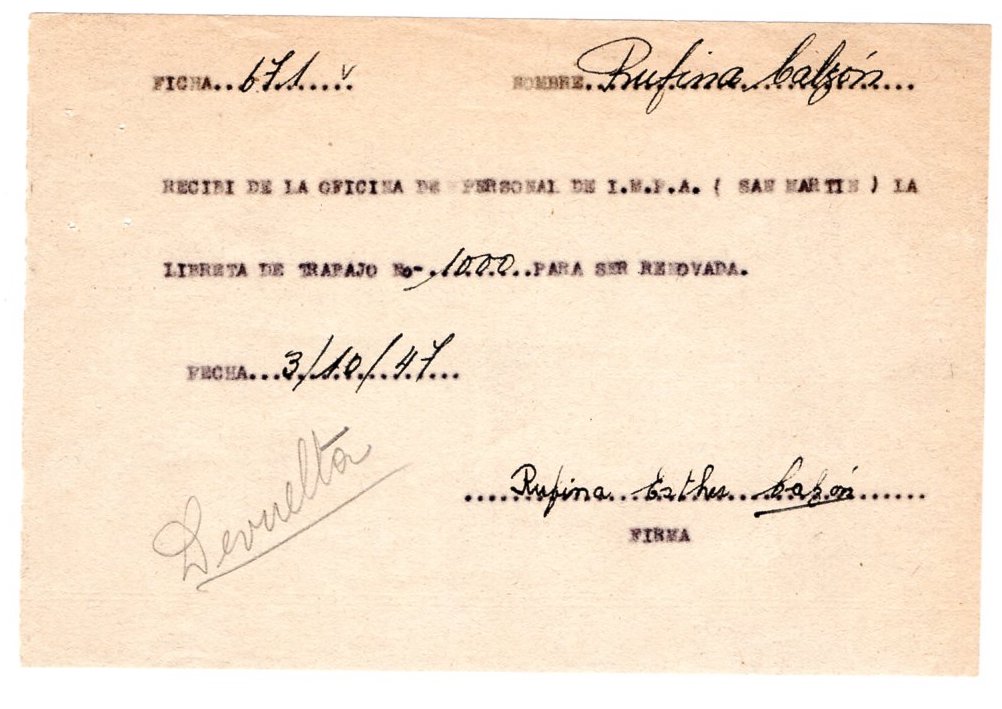 FICHA..671.v.... NOMBRE..Rufina Calzón...
RECIBI DE LA OFICINA DE PERSONAL DE I.M.P.A. ( SAN MARTIN ) LA
LIBRETA DE TRABAJO No-.1000..PARA SER RENOVADA.
FECHA...3/10/47...
Devuelta
....Rufina Esther Calzón......
FIRMA